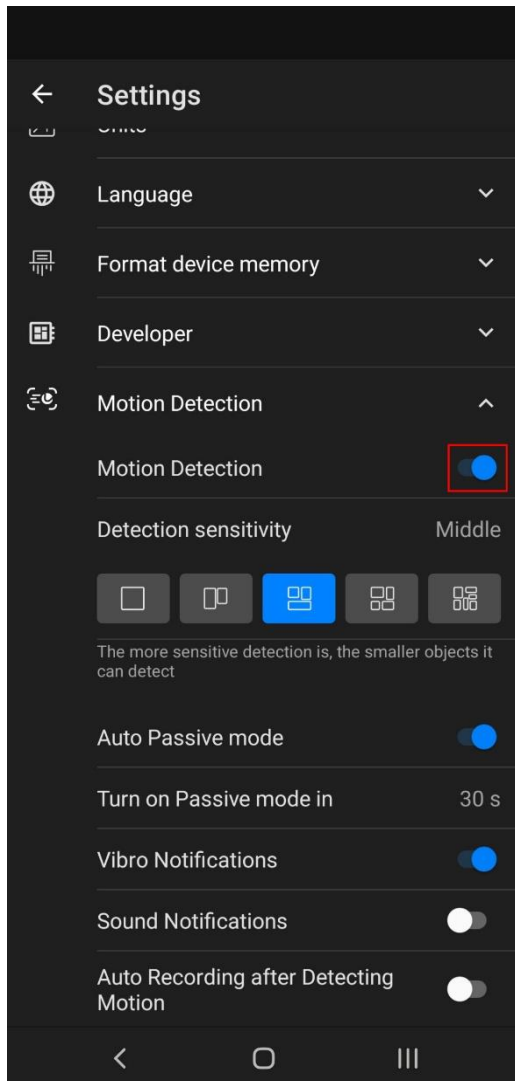 Settings
Units
Language
Format device memory
Developer
Motion Detection
Motion Detection
Detection sensitivity Middle
The more sensitive detection is, the smaller objects it
can detect
Auto Passive mode
Turn on Passive mode in 30 s
Vibro Notifications
Sound Notifications
Auto Recording after Detecting
Motion